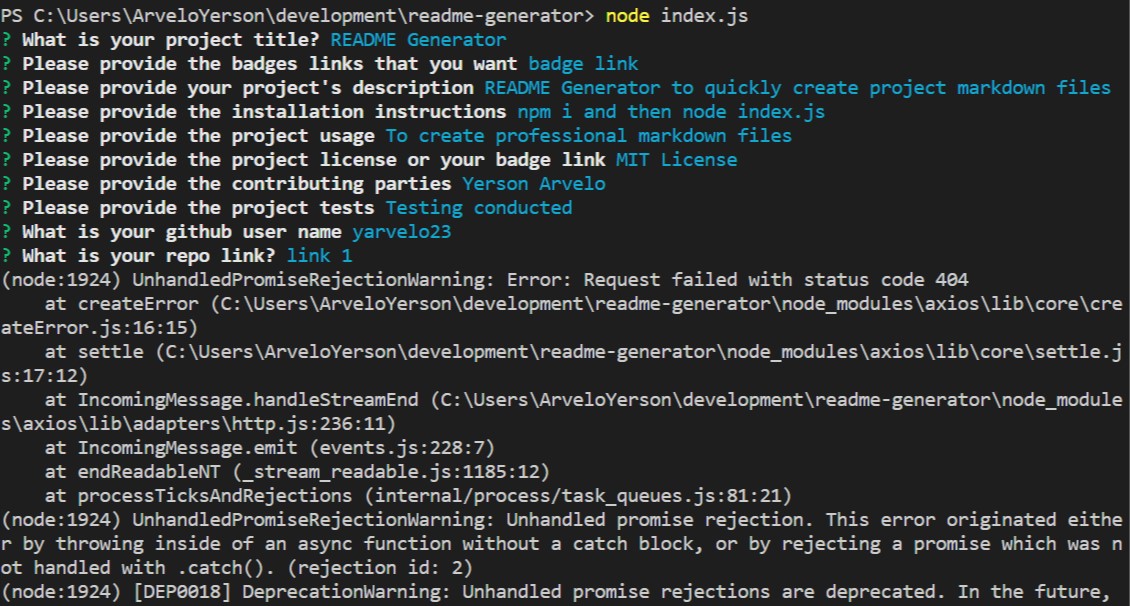 PS C:\Users\ArveloYerson\development\readme-generator> node index.js
? What is your project title? README Generator
? Please provide the badges links that you want badge link
? Please provide your project's description README Generator to quickly create project markdown files
? Please provide the installation instructions npm i and then node index.js
? Please provide the project usage To create professional markdown files
? Please provide the project license or your badge link MIT License
? Please provide the contributing parties Yerson Arvelo
? Please provide the project tests Testing conducted
? What is your github user name yarvelo23
? What is your repo link? link 1
(node:1924) UnhandledPromiseRejectionWarning: Error: Request failed with status code 404
    at createError (C:\Users\ArveloYerson\development\readme-generator\node_modules\axios\lib\core\cre
ateError.js:16:15)
    at settle (C:\Users\ArveloYerson\development\readme-generator\node_modules\axios\lib\core\settle.j
s:17:12)
    at IncomingMessage.handleStreamEnd (C:\Users\ArveloYerson\development\readme-generator\node_module
s\axios\lib\adapters\http.js:236:11)
    at IncomingMessage.emit (events.js:228:7)
    at endReadableNT (_stream_readable.js:1185:12)
    at processTicksAndRejections (internal/process/task_queues.js:81:21)
(node:1924) UnhandledPromiseRejectionWarning: Unhandled promise rejection. This error originated eithe
r by throwing inside of an async function without a catch block, or by rejecting a promise which was n
ot handled with .catch(). (rejection id: 2)
(node:1924) [DEP0018] DeprecationWarning: Unhandled promise rejections are deprecated. In the future,